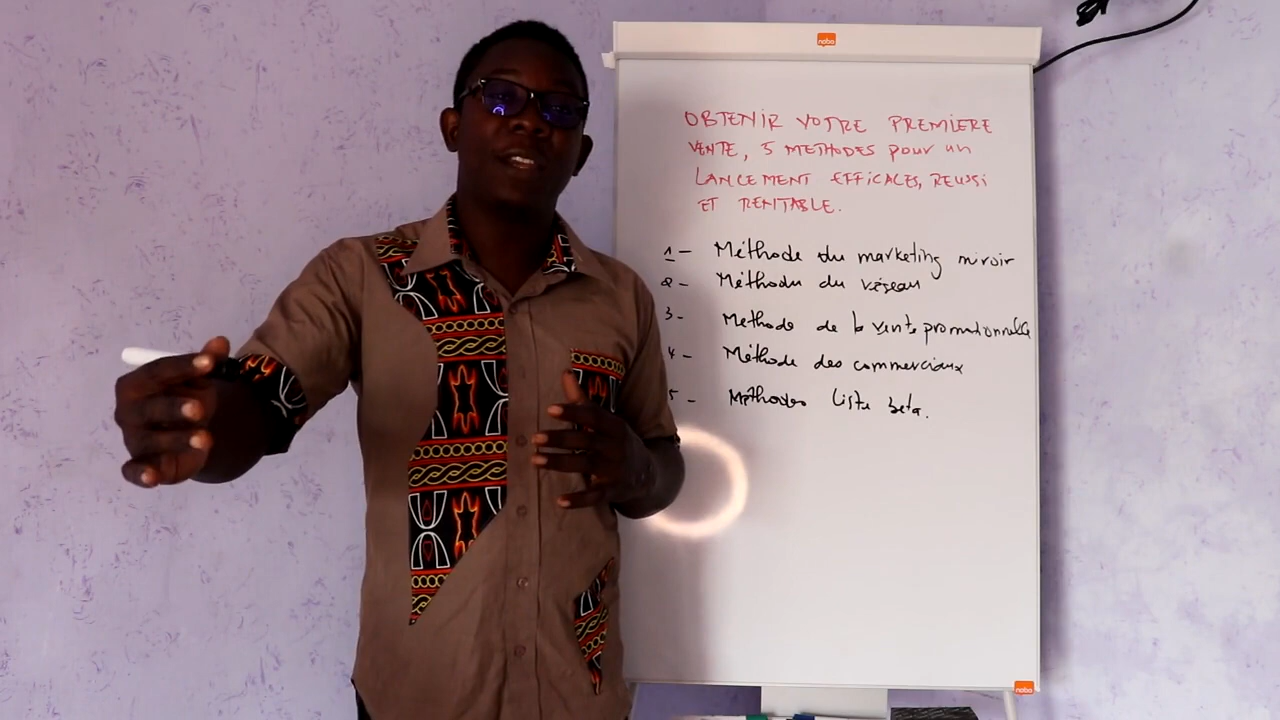 nobo
OBTENIR VOTRE PREMIERE
VENTE, 5 METHODES pour un
LANCEMENT EFFICACES, REUSSI
ET RENTABLE.
1- Méthode du marketing miroir
2- Méthode du réseau
3- Méthode de la vente promotionnelle
4- Méthode des commerciaux
5- Méthodes liste beta.
nobo